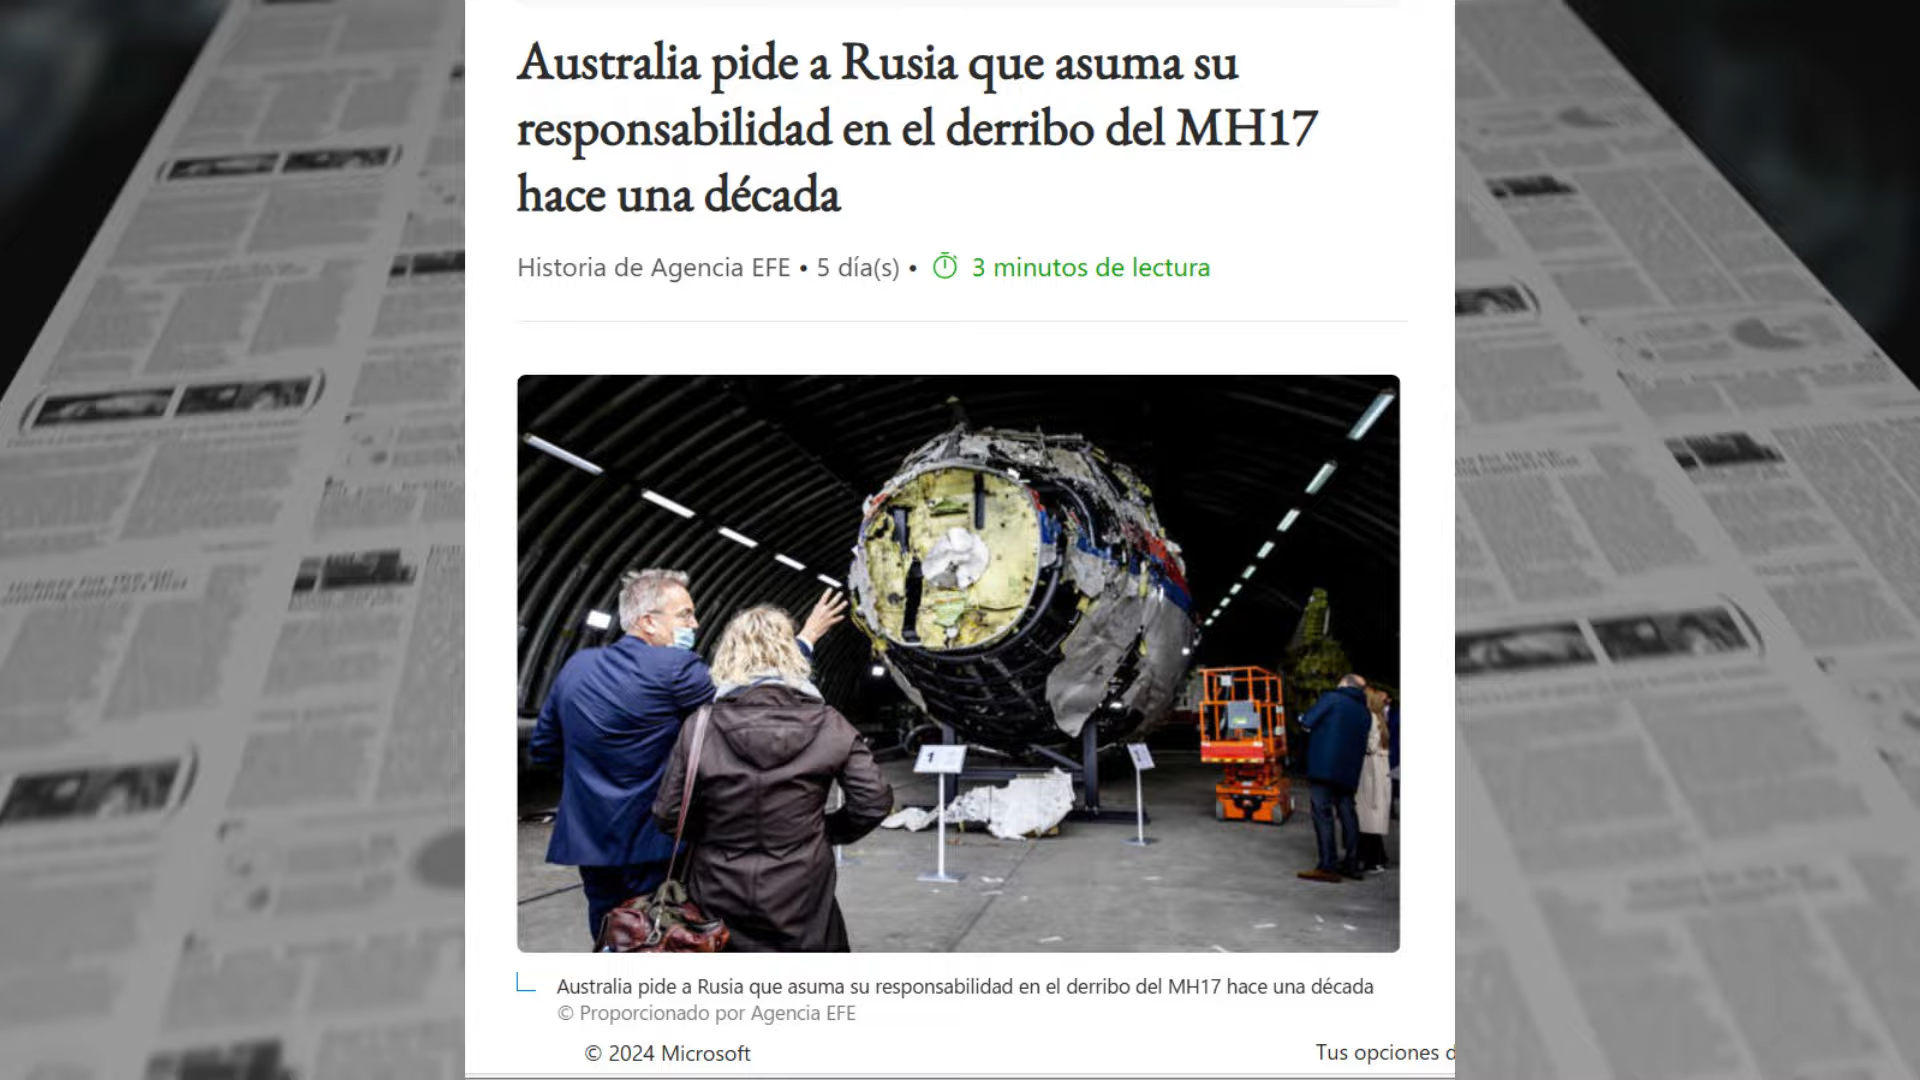 Australia pide a Rusia que asuma su
responsabilidad en el derribo del MH17
hace una década
Historia de Agencia EFE • 5 día(s) • 3 minutos de lectura
1
Australia pide a Rusia que asuma su responsabilidad en el derribo del MH17 hace una década
© Proporcionado por Agencia EFE
© 2024 Microsoft
Tus opciones d